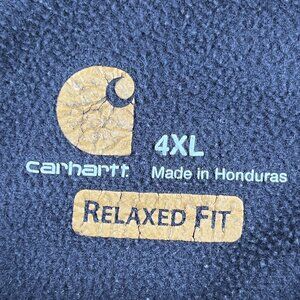 4XL
carhartt
Made in Honduras
RELAXED FIT